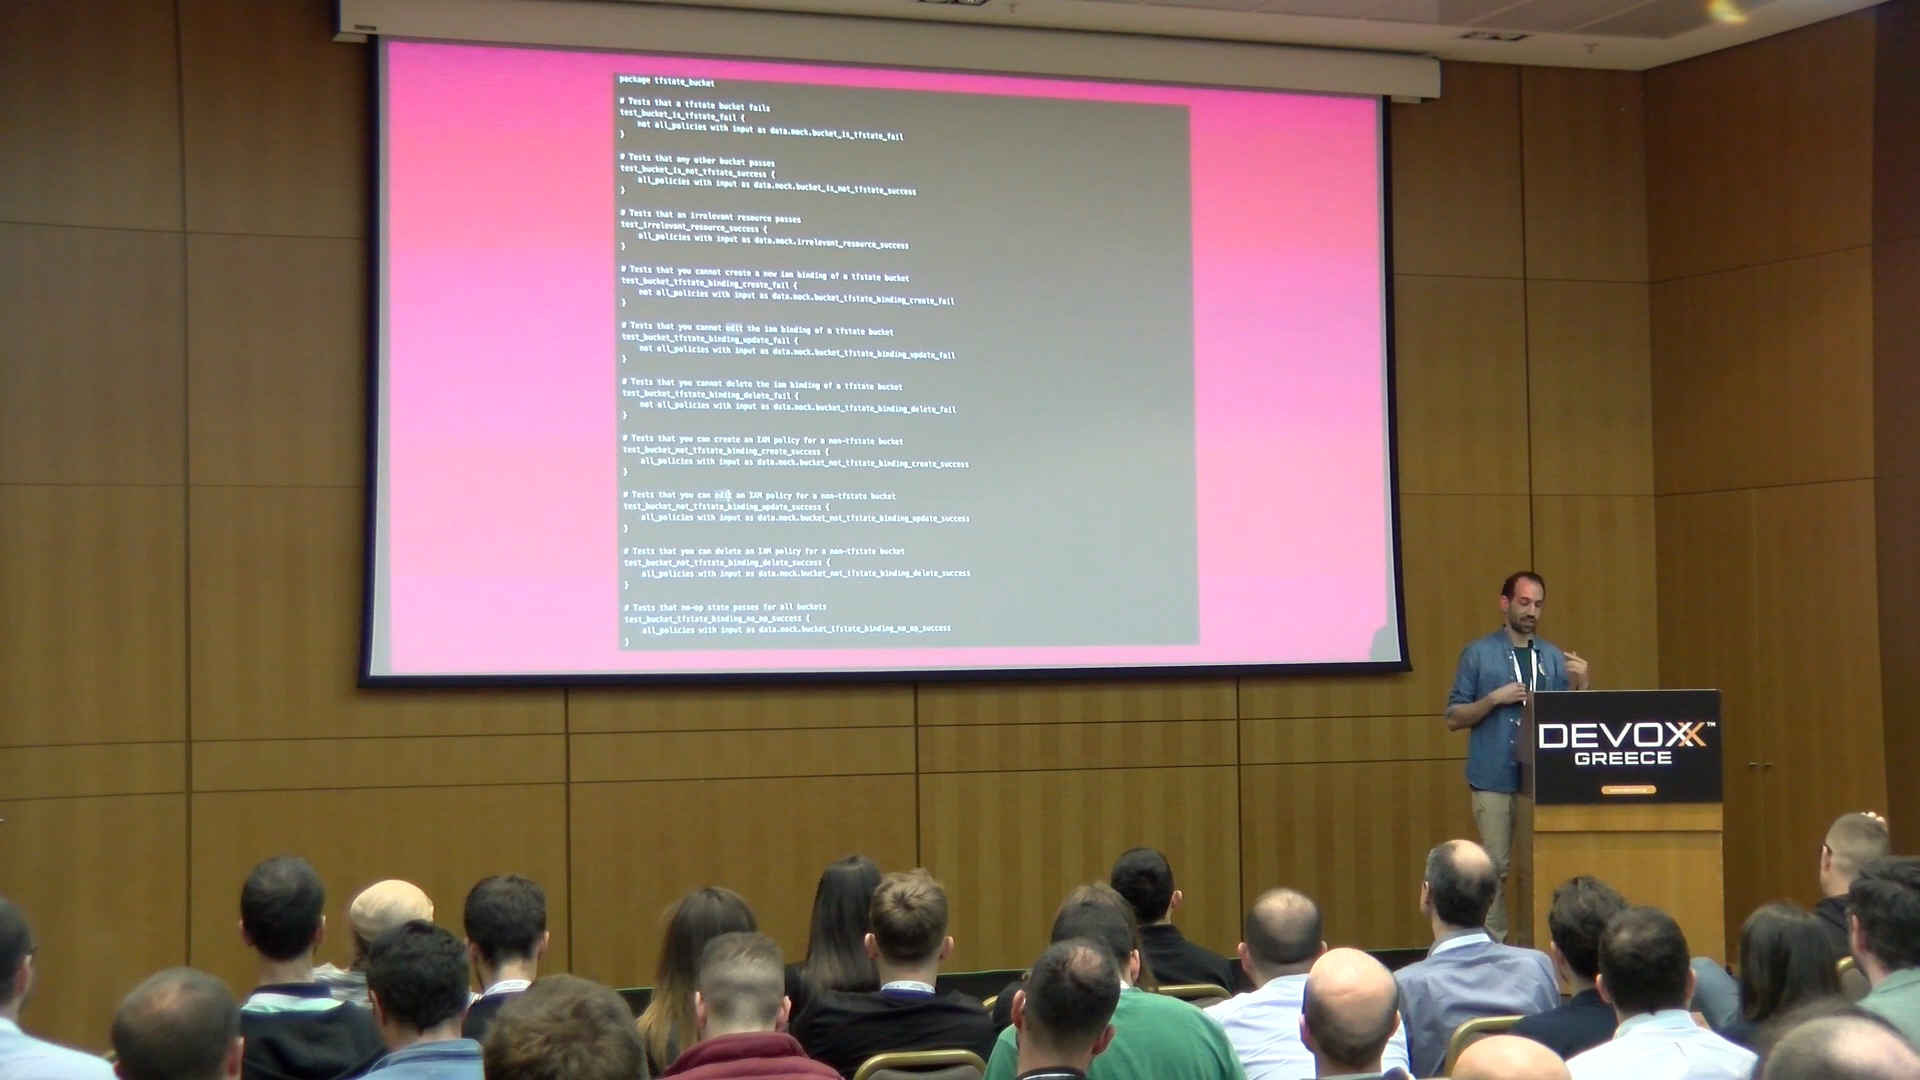 package tfstate_bucket
# Tests that a tfstate bucket fails
test_bucket_is_tfstate_fail {
not all_policies with input as data.mock.bucket_is_tfstate_fail
}
# Tests that any other bucket passes
test_bucket_is_not_tfstate_success {
all_policies with input as data.mock.bucket_is_not_tfstate_success
}
# Tests that an irrelevant resource passes
test_irrelevant_resource_success {
all_policies with input as data.mock.irrelevant_resource_success
}
# Tests that you cannot create a new iam binding of a tfstate bucket
test_bucket_tfstate_binding_create_fail {
not all_policies with input as data.mock.bucket_tfstate_binding_create_fail
}
# Tests that you cannot edit the iam binding of a tfstate bucket
test_bucket_tfstate_binding_update_fail {
not all_policies with input as data.mock.bucket_tfstate_binding_update_fail
}
# Tests that you cannot delete the iam binding of a tfstate bucket
test_bucket_tfstate_binding_delete_fail {
not all_policies with input as data.mock.bucket_tfstate_binding_delete_fail
}
# Tests that you can create an IAM policy for a non-tfstate bucket
test_bucket_not_tfstate_binding_create_success {
all_policies with input as data.mock.bucket_not_tfstate_binding_create_success
}
# Tests that you can edit an IAM policy for a non-tfstate bucket
test_bucket_not_tfstate_binding_update_success {
all_policies with input as data.mock.bucket_not_tfstate_binding_update_success
}
# Tests that you can delete an IAM policy for a non-tfstate bucket
test_bucket_not_tfstate_binding_delete_success {
all_policies with input as data.mock.bucket_not_tfstate_binding_delete_success
}
# Tests that no-op state passes for all buckets
test_bucket_tfstate_binding_no_op_success {
all_policies with input as data.mock.bucket_tfstate_binding_no_op_success
}
DEVOXX™
GREECE